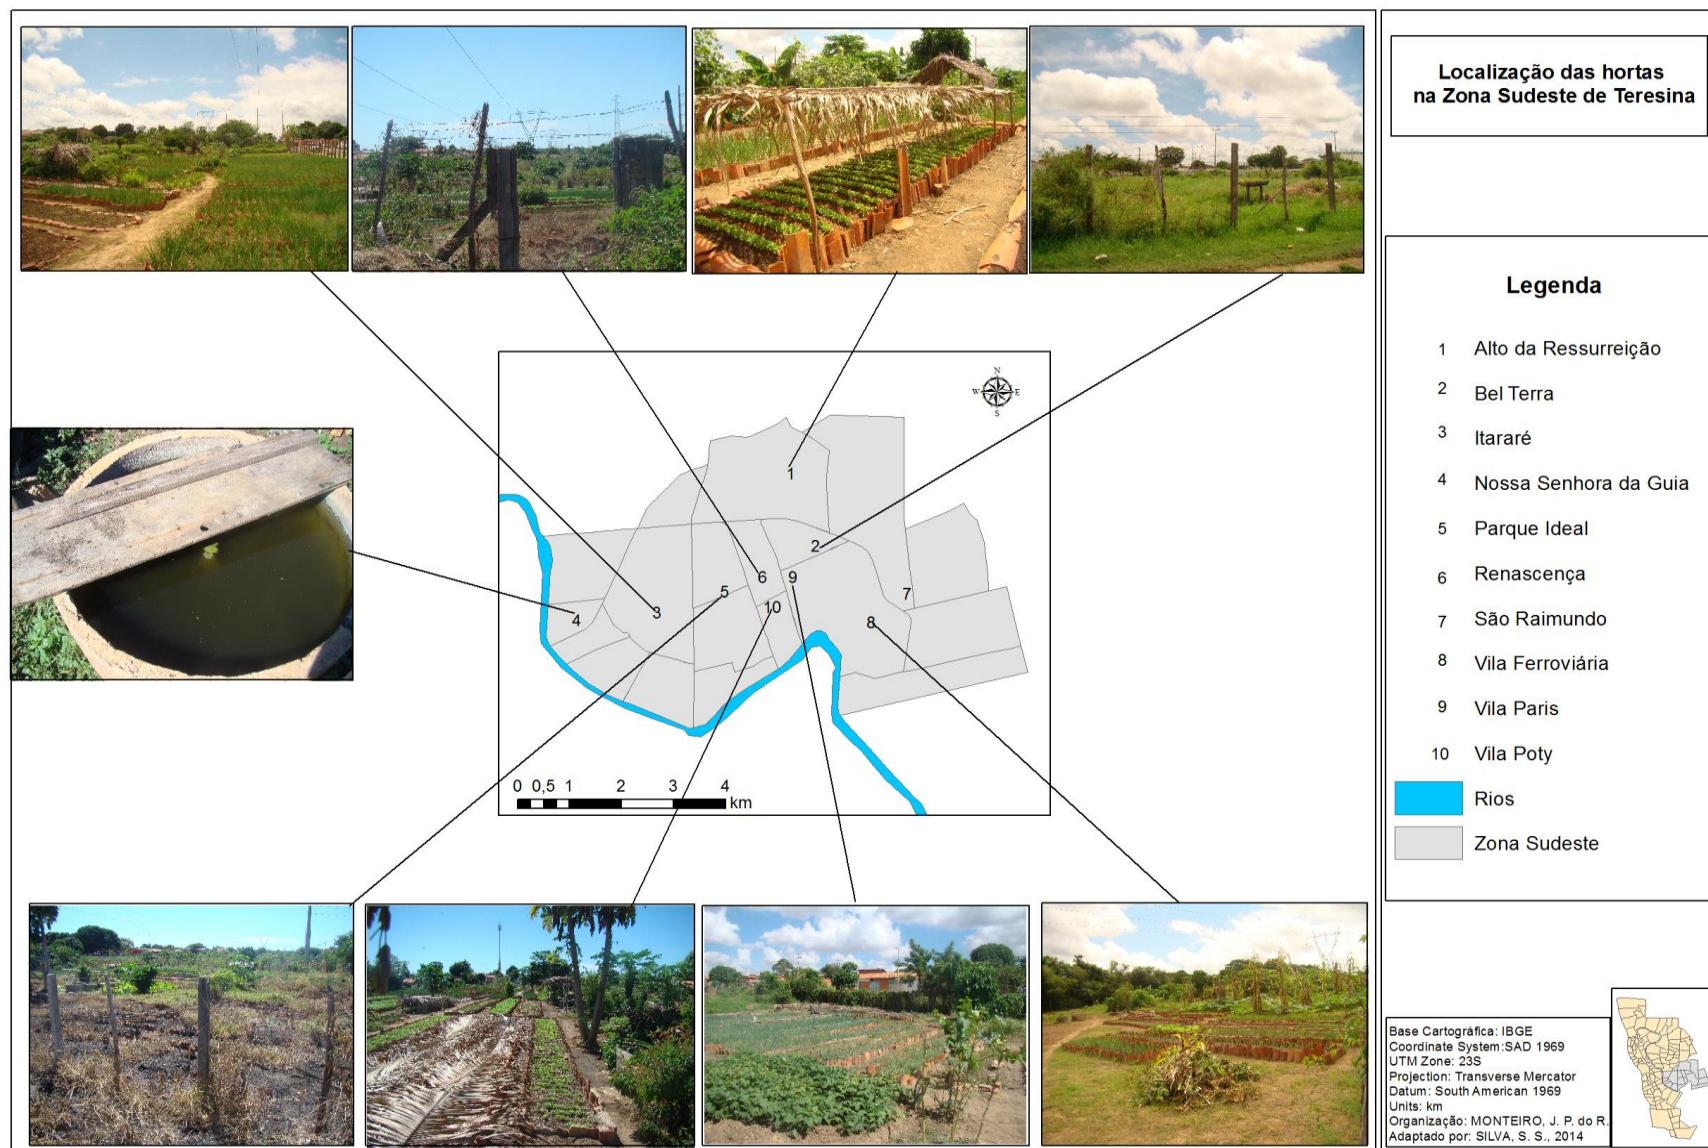 Localização das hortas
na Zona Sudeste de Teresina
Legenda
1 Alto da Ressurreição
2 Bel Terra
3 Itararé
4 Nossa Senhora da Guia
5 Parque Ideal
6 Renascença
7 São Raimundo
8 Vila Ferroviária
9 Vila Paris
10 Vila Poty
Rios
Zona Sudeste
N
W E
S
1
2
6 9
5
7
10
3
4
8
0 0,5 1 2 3 4
km
Base Cartográfica: IBGE
Coordinate System:SAD 1969
UTM Zone: 23S
Projection: Transverse Mercator
Datum: South American 1969
Units: km
Organização: MONTEIRO, J. P. do R.
Adaptado por: SILVA, S. S., 2014